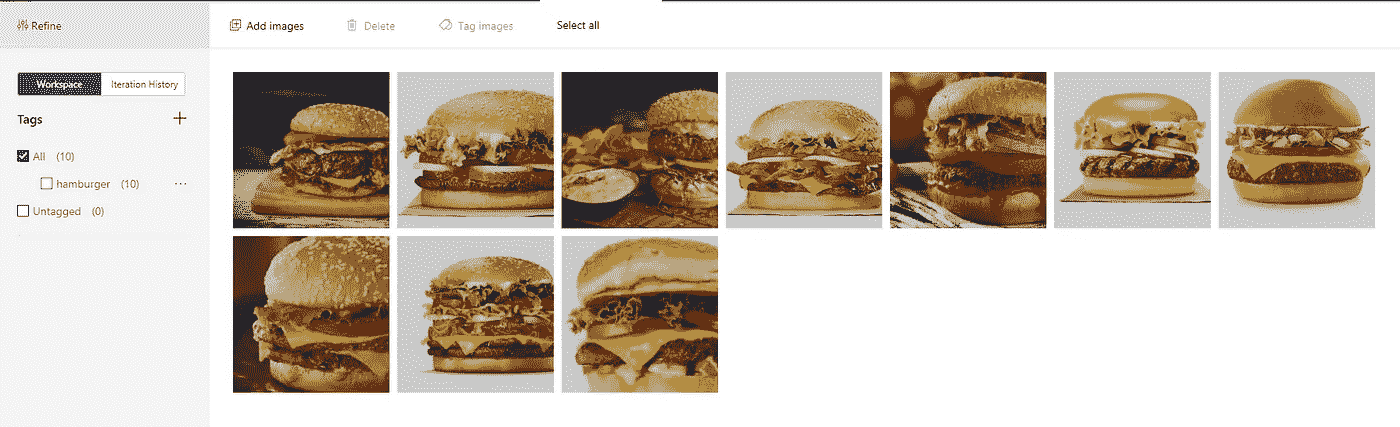 Refine
Add images
Delete
Tag images
Select all
Workspace
Iteration History
Tags
All (10)
hamburger (10)
Untagged (0)